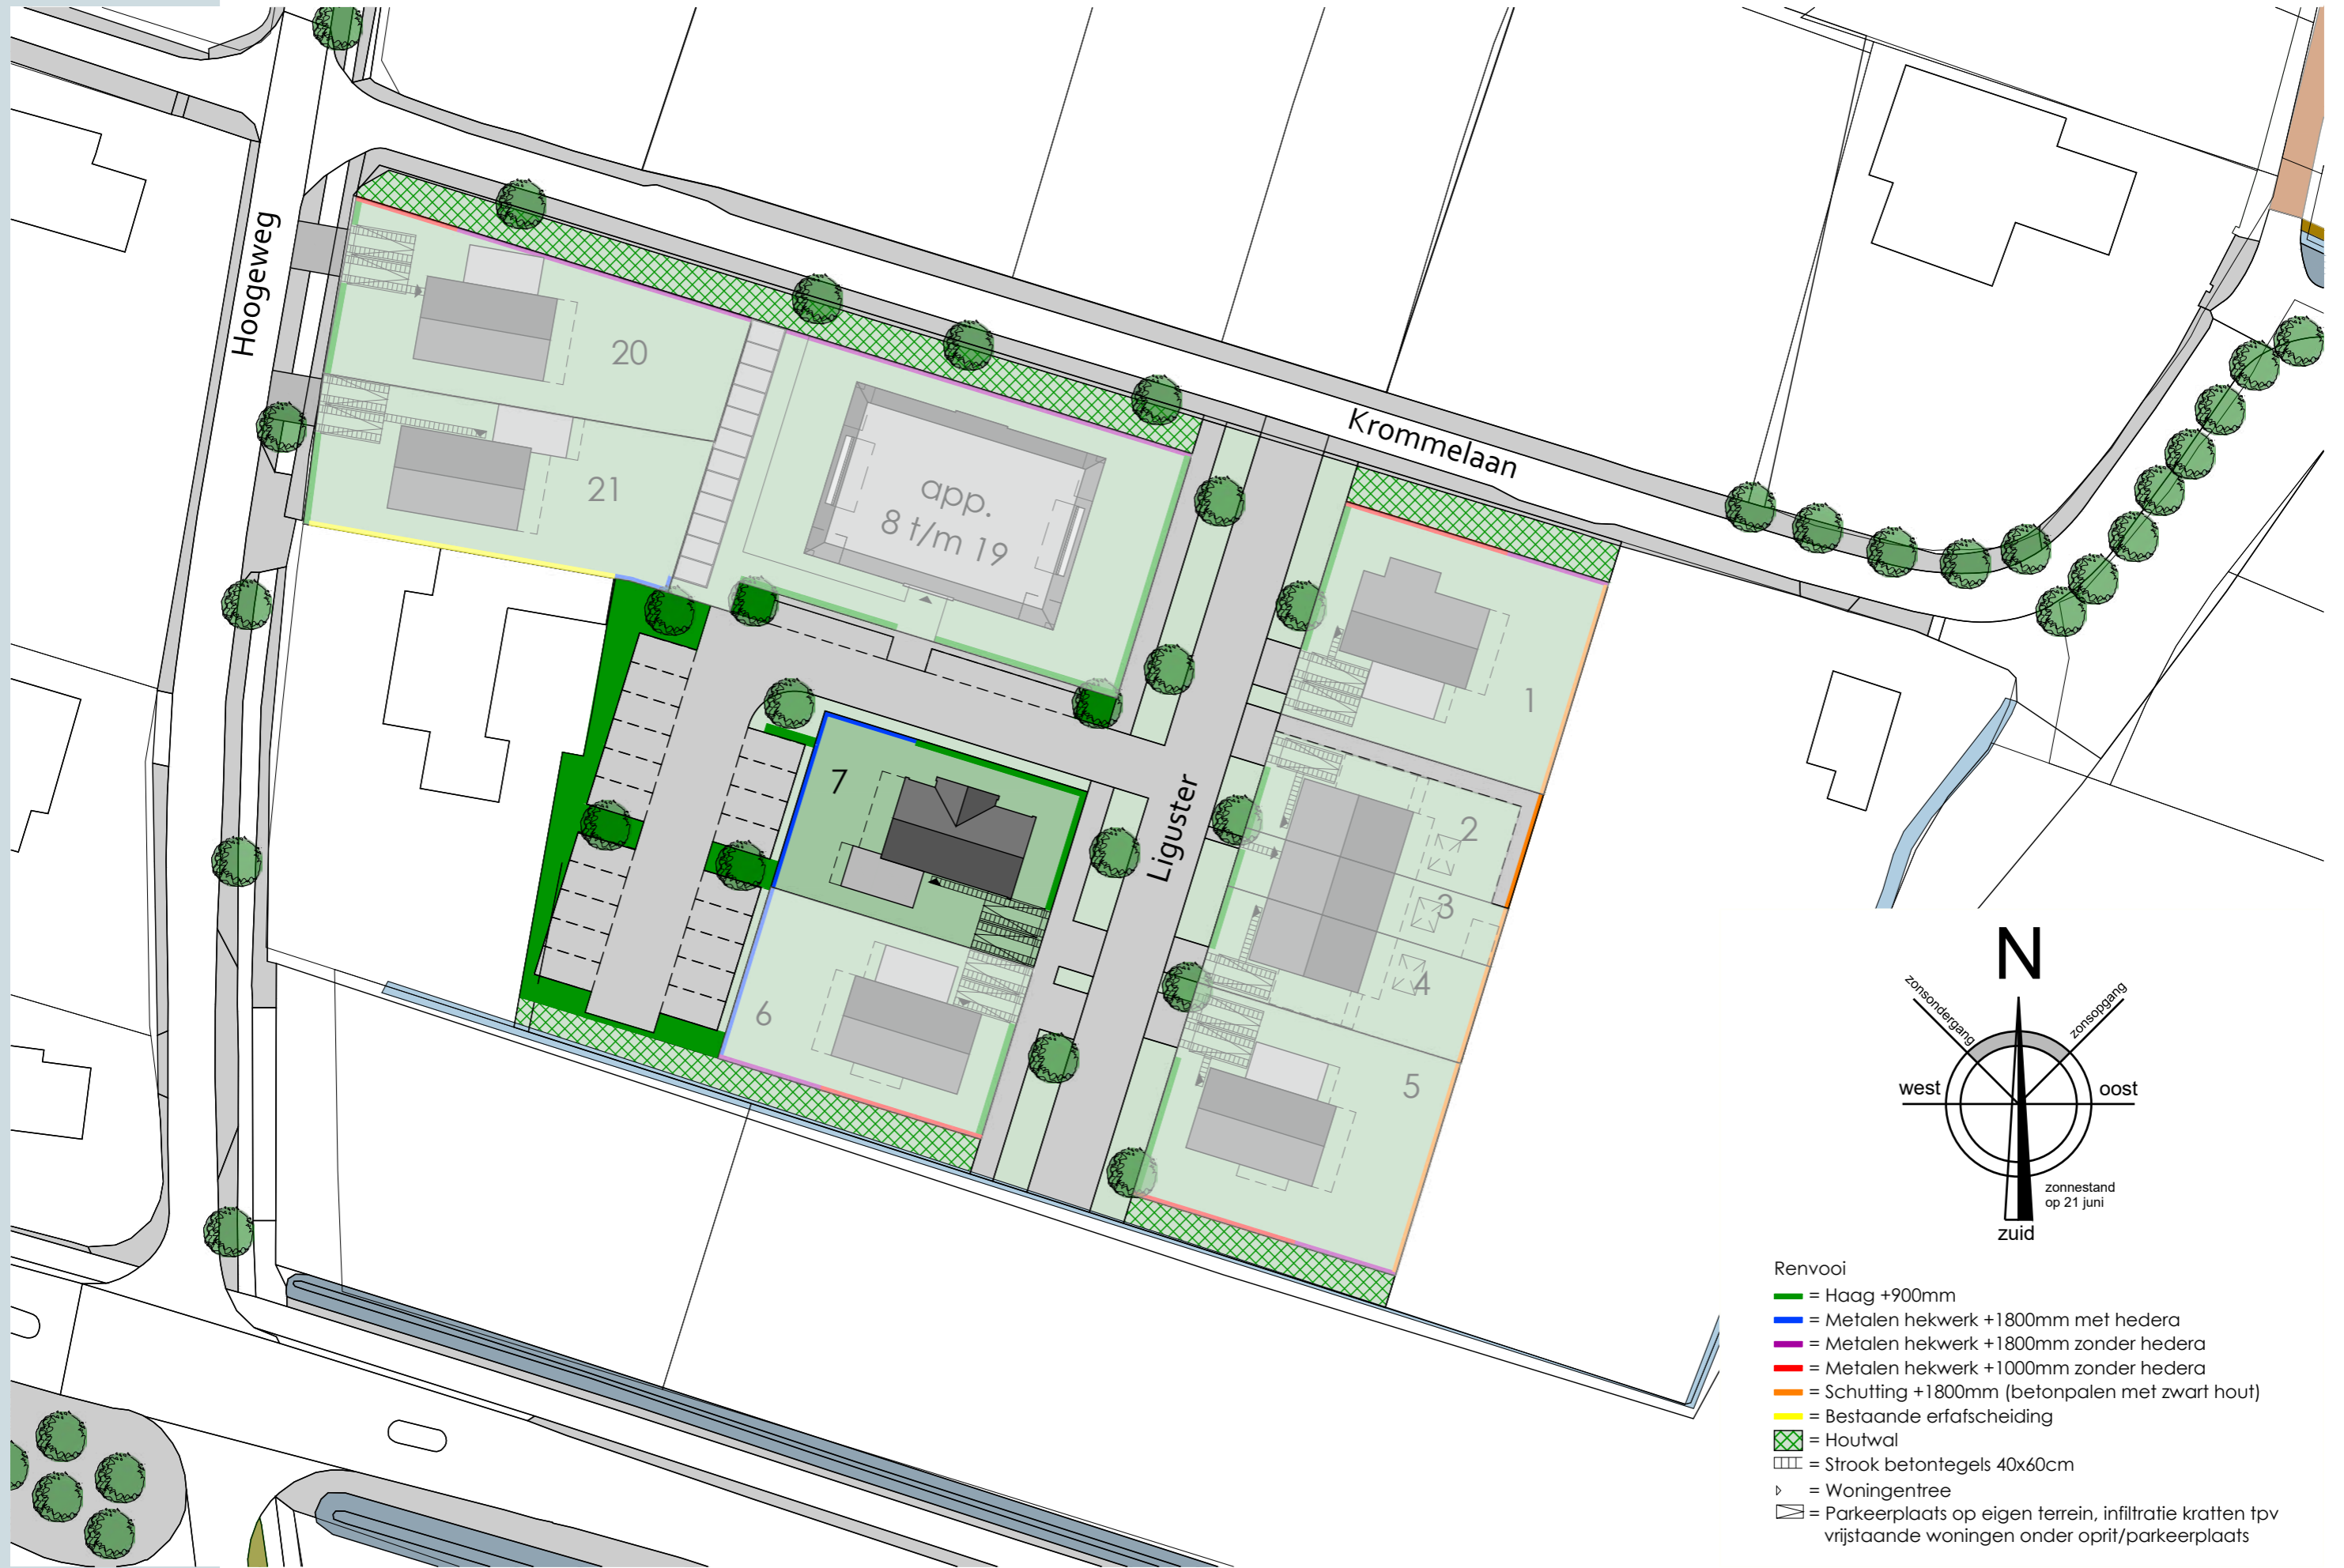 Hoogeweg
Krommelaan
Liguster
20
21
app.
8 t/m 19
1
2
3
4
5
6
7
N
zonsondergang
zonsopgang
west
oost
zonnestand
op 21 juni
zuid
Renvooi
= Haag +900mm
= Metalen hekwerk +1800mm met hedera
= Metalen hekwerk +1800mm zonder hedera
= Metalen hekwerk +1000mm zonder hedera
= Schutting +1800mm (betonpalen met zwart hout)
= Bestaande erfafscheiding
= Houtwal
= Strook betontegels 40x60cm
= Woningentree
= Parkeerplaats op eigen terrein, infiltratie kratten tpv
vrijstaande woningen onder oprit/parkeerplaats